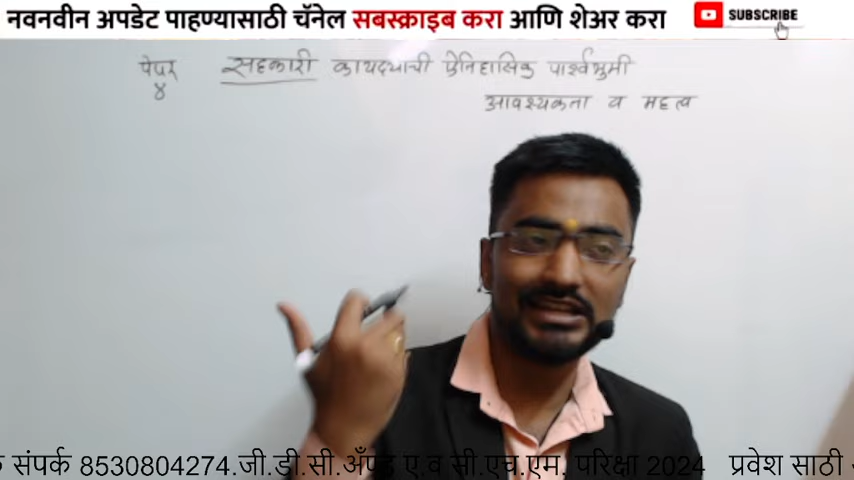 नवनवीन अपडेट पाहण्यासाठी चॅनेल सबस्क्राइब करा आणि शेअर करा SUBSCRIBE
पेपर सहकारी कायद्याची ऐतिहासिक पार्श्वभुमी
४ आवश्यकता व महत्व
संपर्क 8530804274.जी.डी.सी.अँण्ड ए.व सी.एच.एम. परिक्षा 2024 प्रवेश साठी